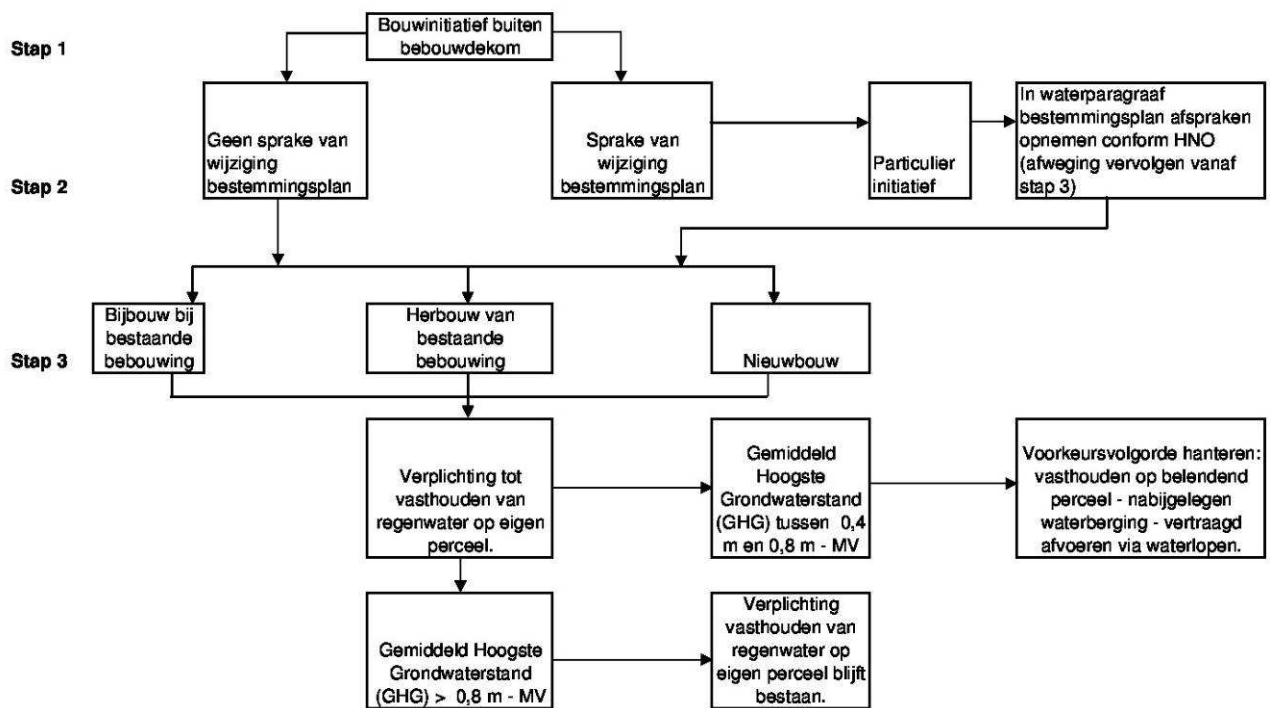 Stap 1
Bouwinitiatief buiten
bebouwdekom
Stap 2
Geen sprake van
wijziging
bestemmingsplan
Sprake van
wijziging
bestemmingsplan
Particulier
initiatief
In waterparagraaf
bestemmingsplan afspraken
opnemen conform HNO
(afweging vervolgen vanaf
stap 3)
Stap 3
Bijbouw bij
bestaande
bebouwing
Herbouw van
bestaande
bebouwing
Nieuwbouw
Verplichting tot
vasthouden van
regenwater op eigen
perceel.
Gemiddeld
Hoogste
Grondwaterstand
(GHG) tussen 0,4
m en 0,8 m - MV
Voorkeursvolgorde hanteren:
vasthouden op belendend
perceel - nabijgelegen
waterberging - vertraagd
afvoeren via waterlopen.
Gemiddeld Hoogste
Grondwaterstand
(GHG) > 0,8 m - MV
Verplichting
vasthouden van
regenwater op
eigen perceel blijft
bestaan.